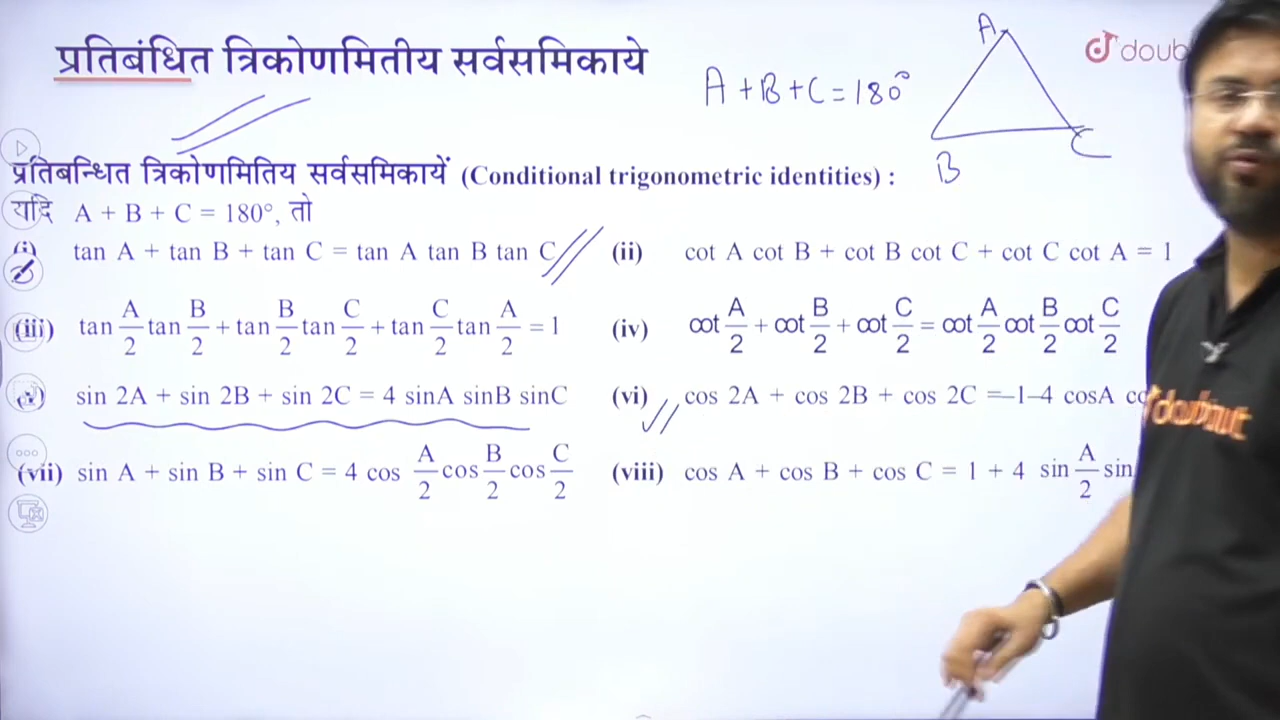 प्रतिबंधित त्रिकोणमितीय सर्वसमिकाये
A + B + C = 180°
A
B
C
doub
प्रतिबन्धित त्रिकोणमितिय सर्वसमिकायें (Conditional trigonometric identities) :
यदि A + B + C = 180°, तो
(i) tan A + tan B + tan C = tan A tan B tan C
(ii) cot A cot B + cot B cot C + cot C cot A = 1
(iii) tan A/2 tan B/2 + tan B/2 tan C/2 + tan C/2 tan A/2 = 1
(iv) cot A/2 + cot B/2 + cot C/2 = cot A/2 cot B/2 cot C/2
sin 2A + sin 2B + sin 2C = 4 sinA sinB sinC
(vi) cos 2A + cos 2B + cos 2C =–1–4 cosA co
(vii) sin A + sin B + sin C = 4 cos A/2 cos B/2 cos C/2
(viii) cos A + cos B + cos C = 1 + 4 sin A/2 sin
doubtnut